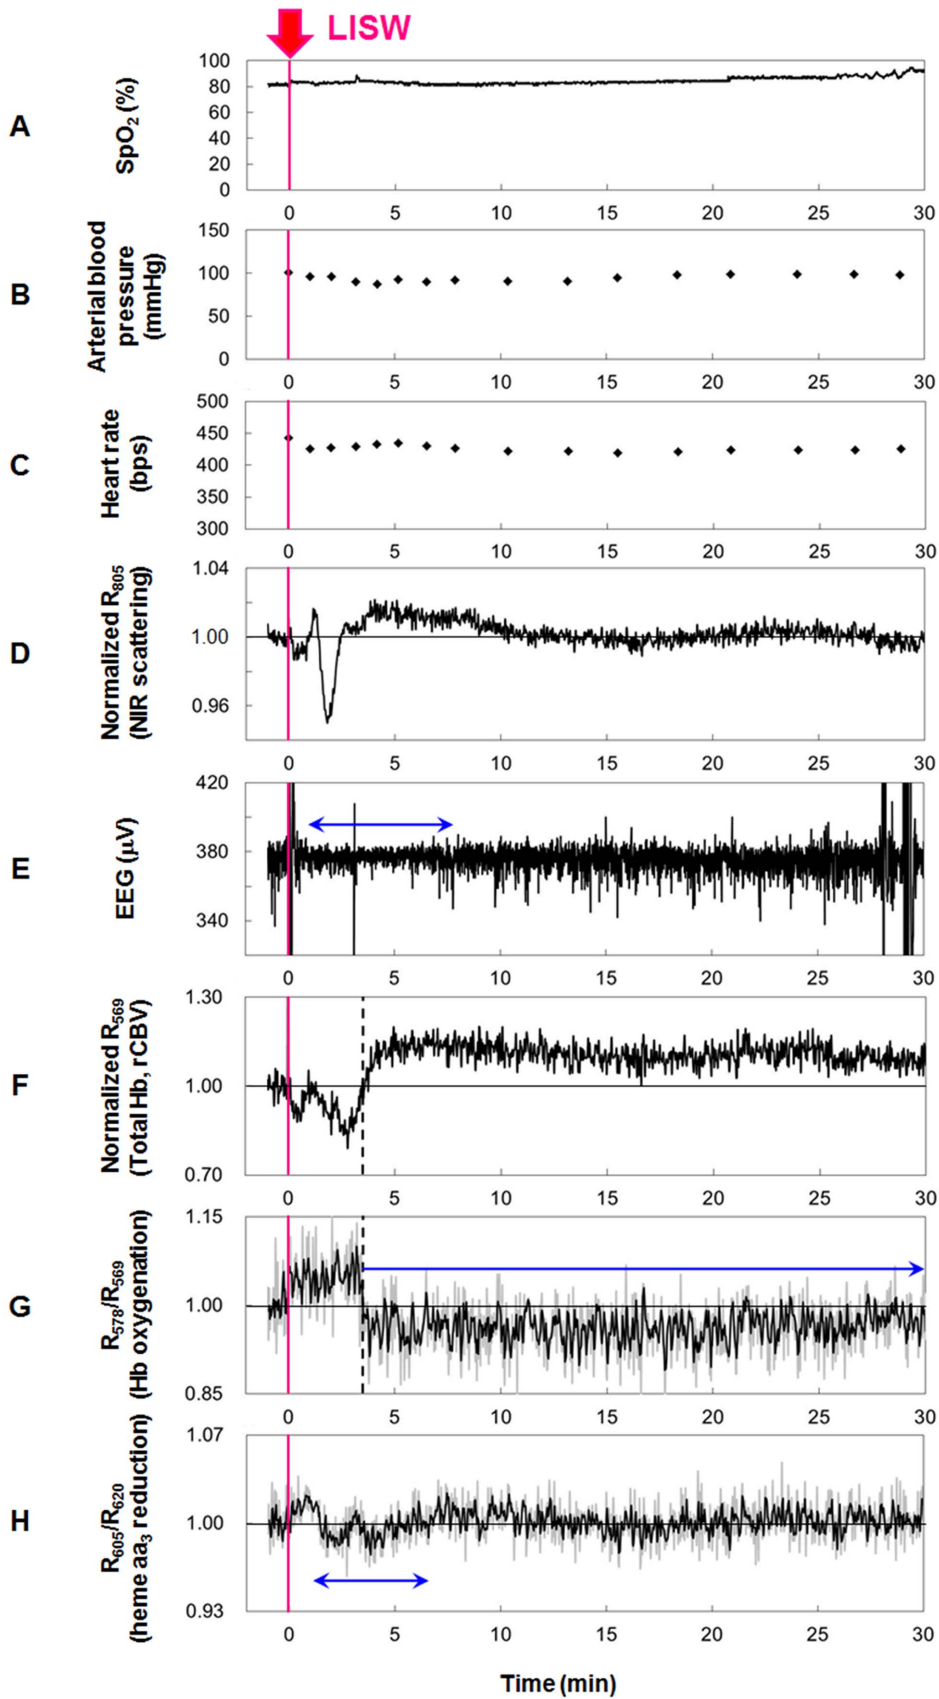 LISW
A
SpO2 (%)
100
80
60
40
20
0
0 5 10 15 20 25 30
B
Arterial blood
pressure
(mmHg)
150
100
50
0
0 5 10 15 20 25 30
C
Heart rate
(bps)
500
450
400
350
300
0 5 10 15 20 25 30
D
Normalized R805
(NIR scattering)
1.04
1.00
0.96
0 5 10 15 20 25 30
E
EEG (μV)
420
380
340
0 5 10 15 20 25 30
F
Normalized R569
(Total Hb, rCBV)
1.30
1.00
0.70
0 5 10 15 20 25 30
G
R578/R569
(Hb oxygenation)
1.15
1.00
0.85
0 5 10 15 20 25 30
H
R605/R620
(heme aa3 reduction)
1.07
1.00
0.93
0 5 10 15 20 25 30
Time (min)